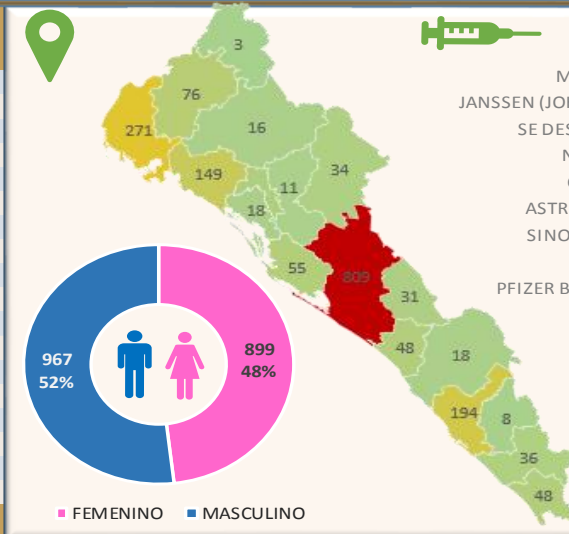 3
76
16
271
34
149
11
18
55
809
31
48
18
194
8
36
48
967
52%
899
48%
FEMENINO
MASCULINO
M
JANSSEN (JO
SE DES
N
ASTR
SINO
PFIZER B